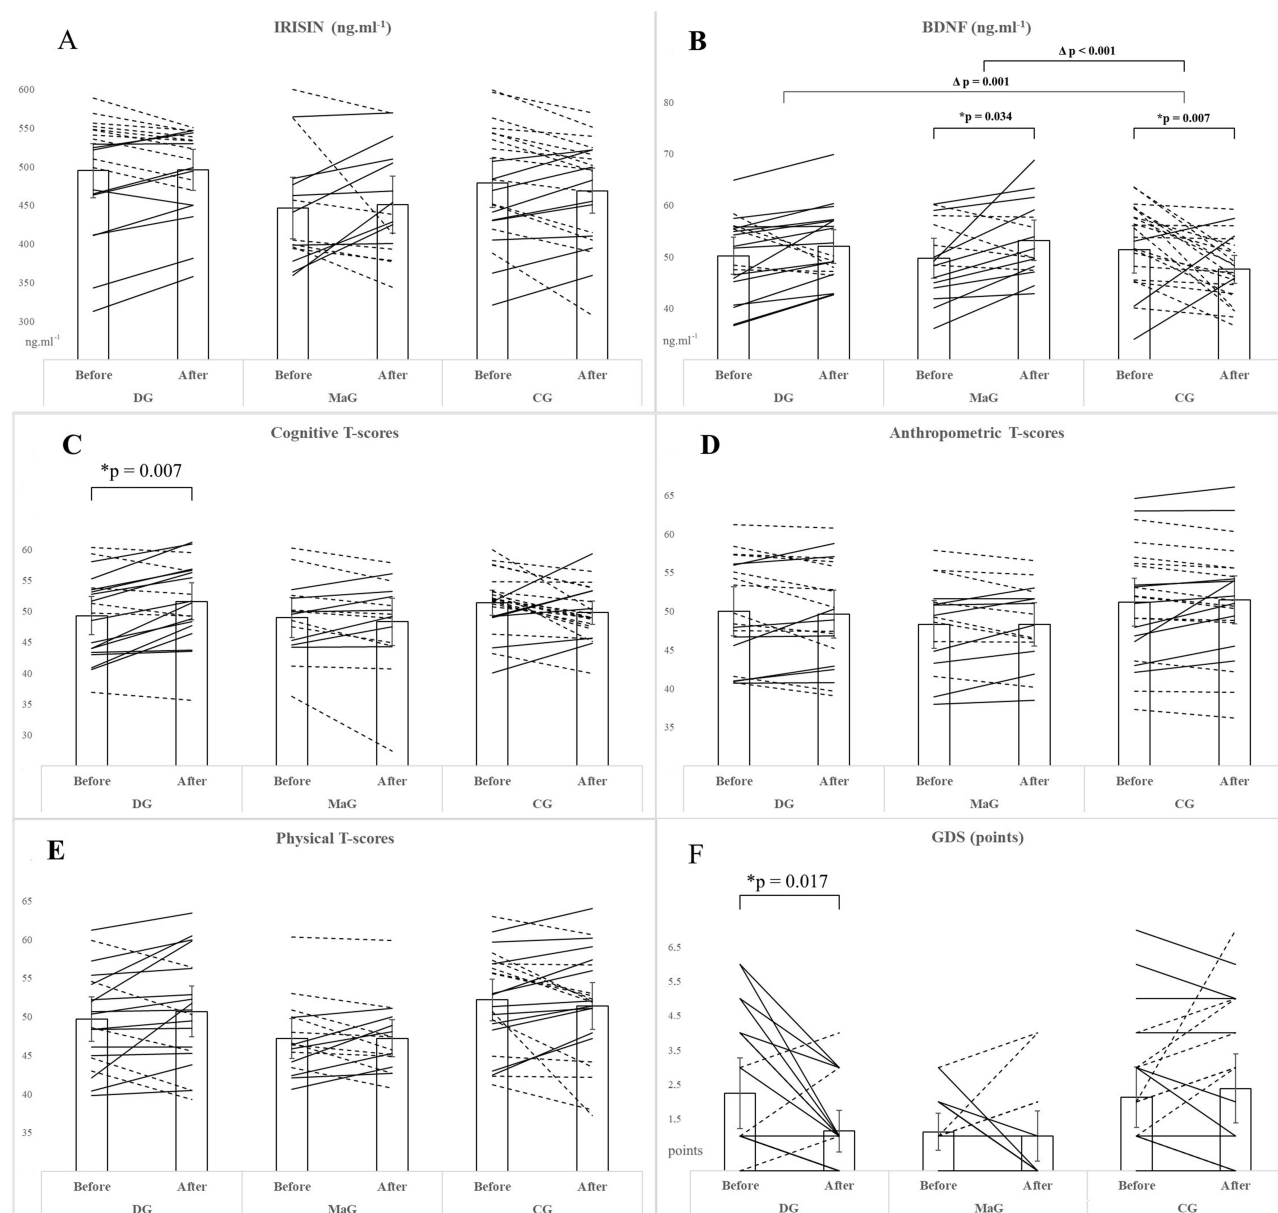 A
IRISIN (ng.ml⁻¹)
600
550
500
450
400
350
300
ng.ml⁻¹
Before After Before After Before After
DG MaG CG
B
BDNF (ng.ml⁻¹)
Δ p < 0.001
Δ p = 0.001
*p = 0.034 *p = 0.007
80
70
60
50
40
ng.ml⁻¹
Before After Before After Before After
DG MaG CG
C
Cognitive T-scores
*p = 0.007
60
55
50
45
40
35
30
Before After Before After Before After
DG MaG CG
D
Anthropometric T-scores
65
60
55
50
45
40
35
Before After Before After Before After
DG MaG CG
E
Physical T-scores
65
60
55
50
45
40
35
Before After Before After Before After
DG MaG CG
F
GDS (points)
*p = 0.017
6.5
5.5
4.5
3.5
2.5
1.5
points
Before After Before After Before After
DG MaG CG